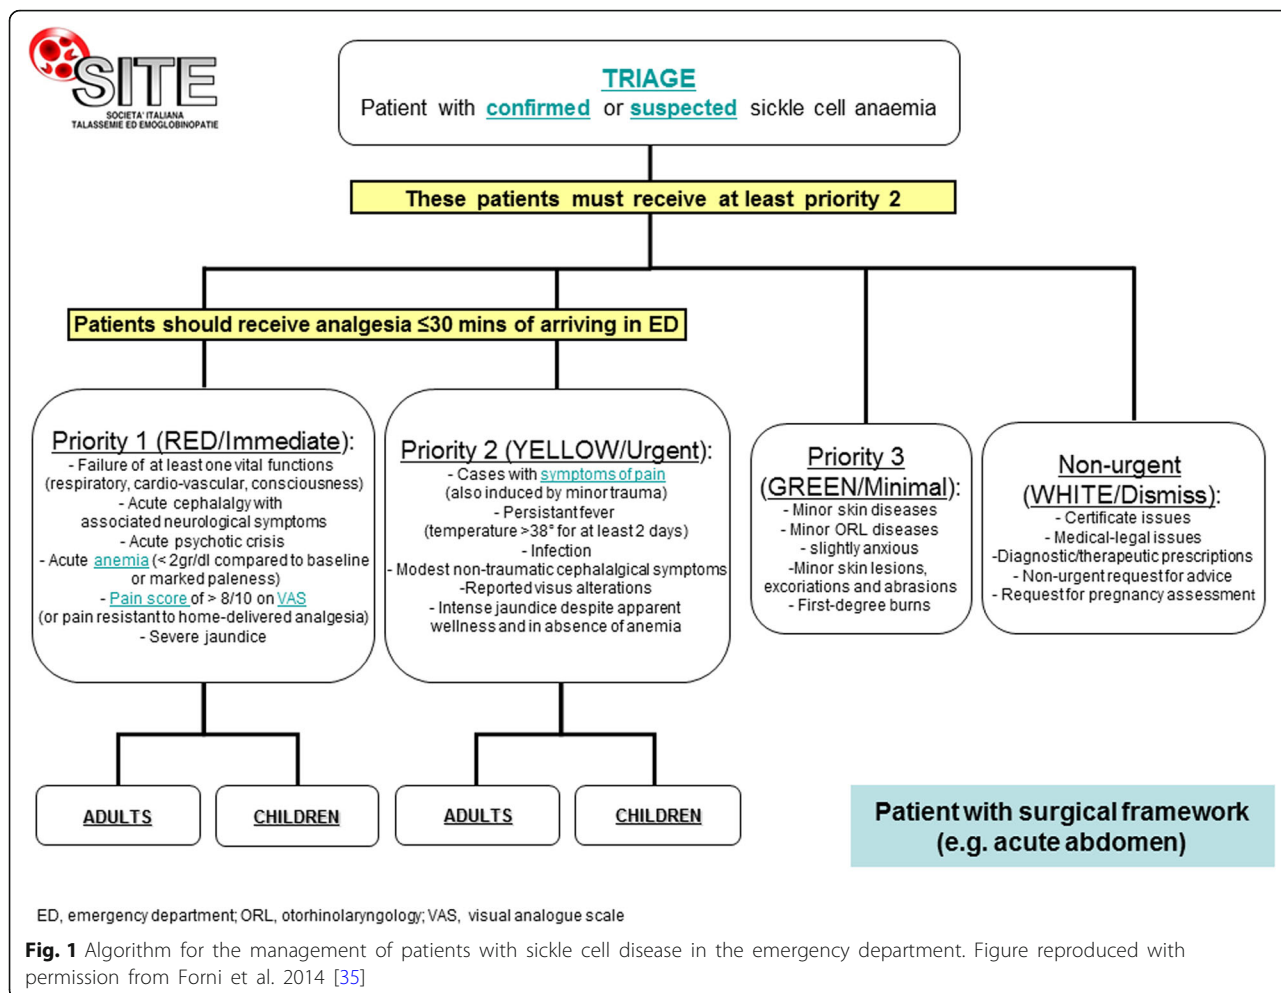 SITE
SOCIETA' ITALIANA
TALASSEMIE ED EMOGLOBINOPATIE
TRIAGE
Patient with confirmed or suspected sickle cell anaemia
These patients must receive at least priority 2
Patients should receive analgesia ≤30 mins of arriving in ED
Priority 1 (RED/Immediate):
- Failure of at least one vital functions
(respiratory, cardio-vascular, consciousness)
- Acute cephalgy with
associated neurological symptoms
- Acute psychotic crisis
- Acute anemia (< 2gr/dl compared to baseline
or marked paleness)
- Pain score of > 8/10 on VAS
(or pain resistant to home-delivered analgesia)
- Severe jaundice
Priority 2 (YELLOW/Urgent):
- Cases with symptoms of pain
(also induced by minor trauma)
- Persistant fever
(temperature >38° for at least 2 days)
- Infection
- Modest non-traumatic cephalalgical symptoms
-Reported visus alterations
- Intense jaundice despite apparent
wellness and in absence of anemia
Priority 3
(GREEN/Minimal):
- Minor skin diseases
- Minor ORL diseases
- slightly anxious
-Minor skin lesions,
excoriations and abrasions
- First-degree burns
Non-urgent
(WHITE/Dismiss):
- Certificate issues
- Medical-legal issues
-Diagnostic/therapeutic prescriptions
- Non-urgent request for advice
- Request for pregnancy assessment
ADULTS
CHILDREN
ADULTS
CHILDREN
Patient with surgical framework
(e.g. acute abdomen)
ED, emergency department; ORL, otorhinolaryngology; VAS, visual analogue scale
Fig. 1 Algorithm for the management of patients with sickle cell disease in the emergency department. Figure reproduced with
permission from Forni et al. 2014 [35]